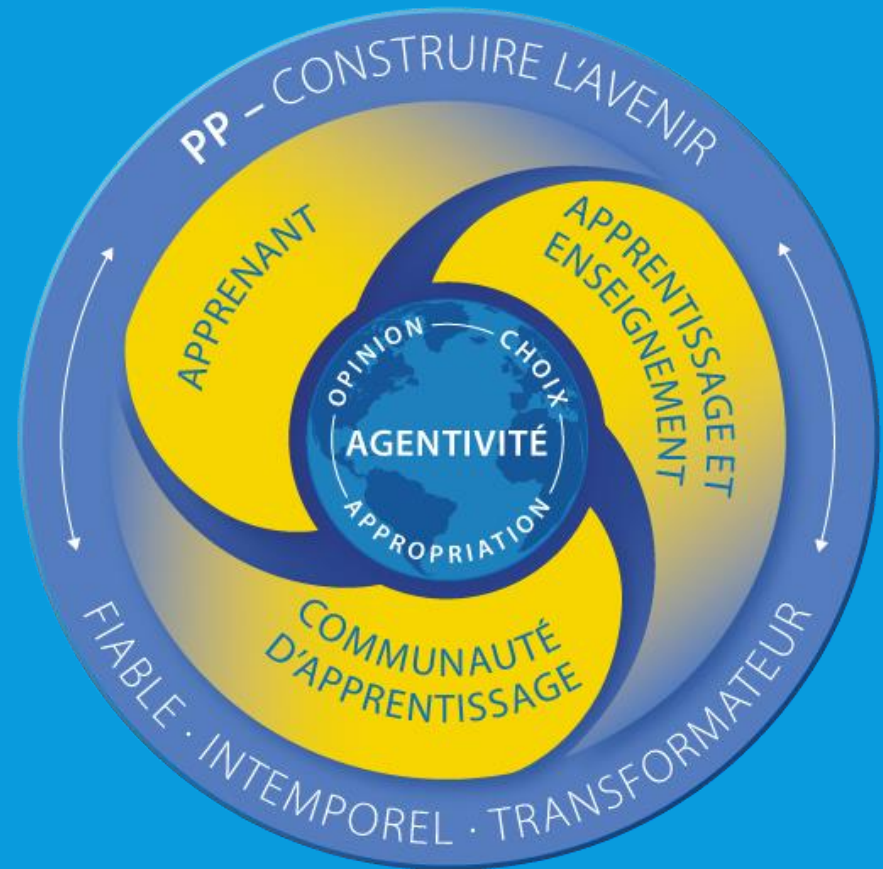 PP – CONSTRUIRE L'AVENIR
APPRENANT
APPRENTISSAGE ET
ENSEIGNEMENT
OPINION
CHOIX
AGENTIVITÉ
APPROPRIATION
COMMUNAUTÉ
D'APPRENTISSAGE
FIABLE · INTEMPOREL · TRANSFORMATEUR